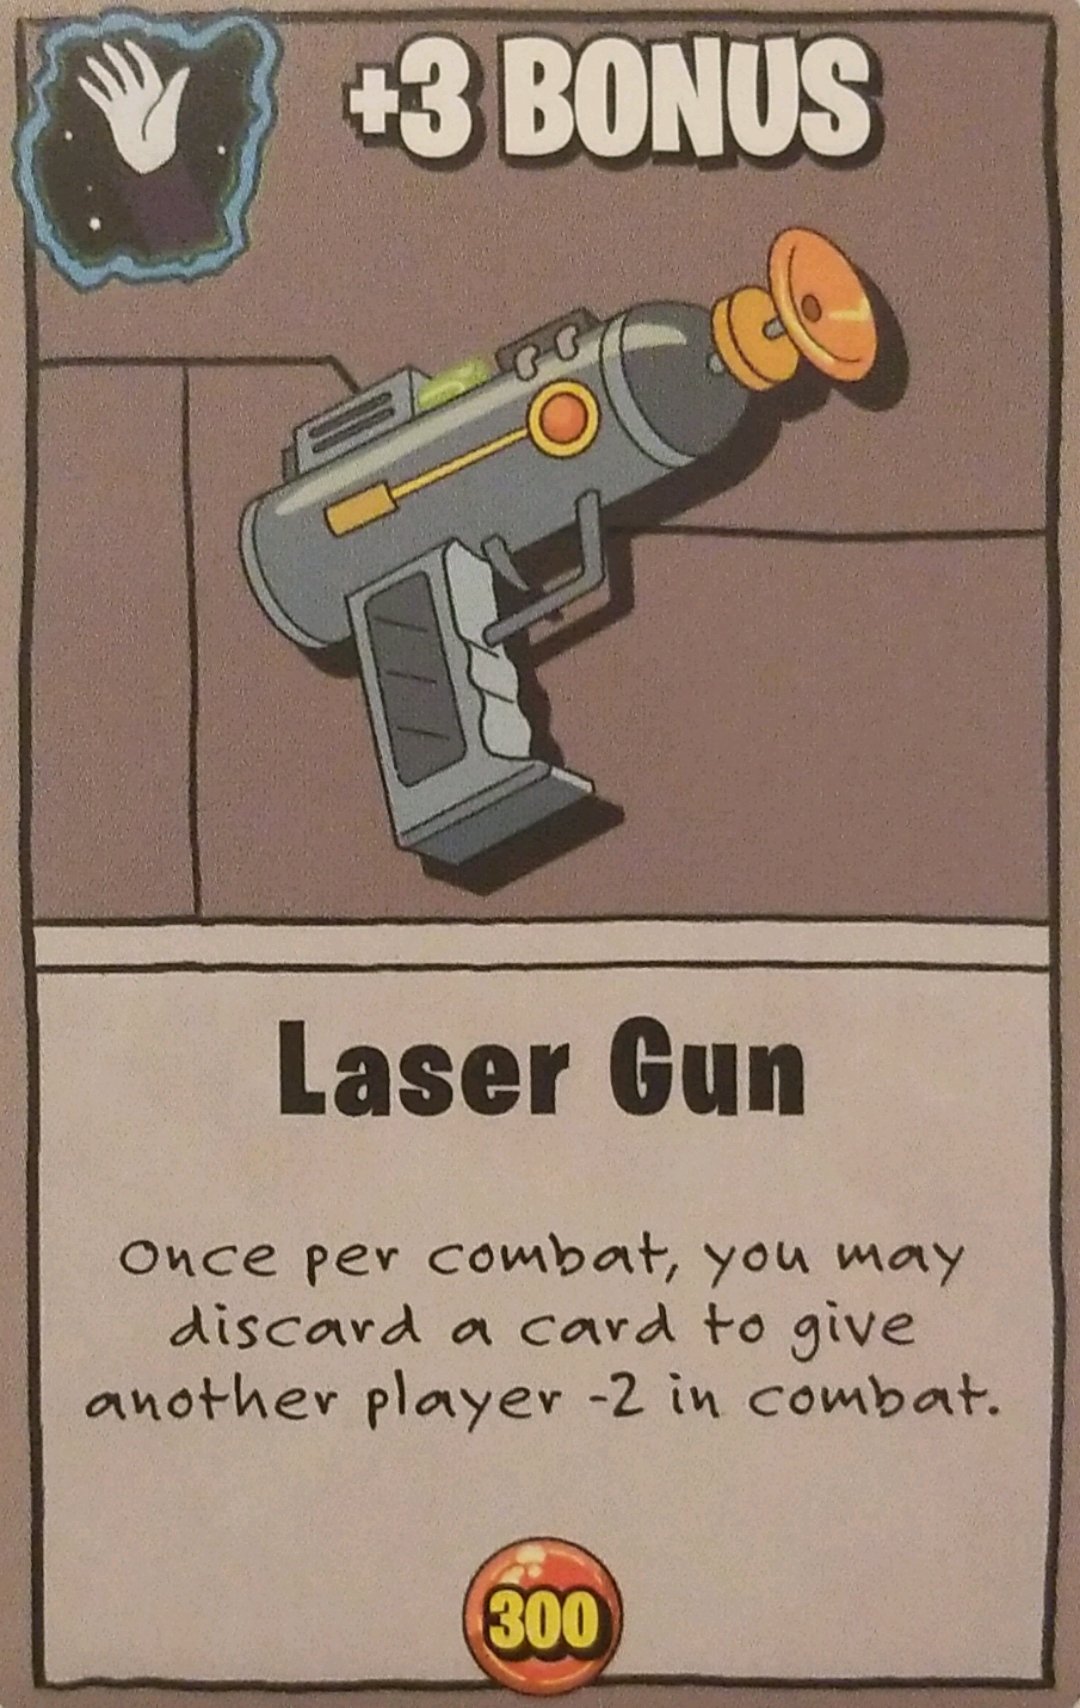 +3 BONUS
Laser Gun
Once per combat, you may
discard a card to give
another player -2 in combat.
300